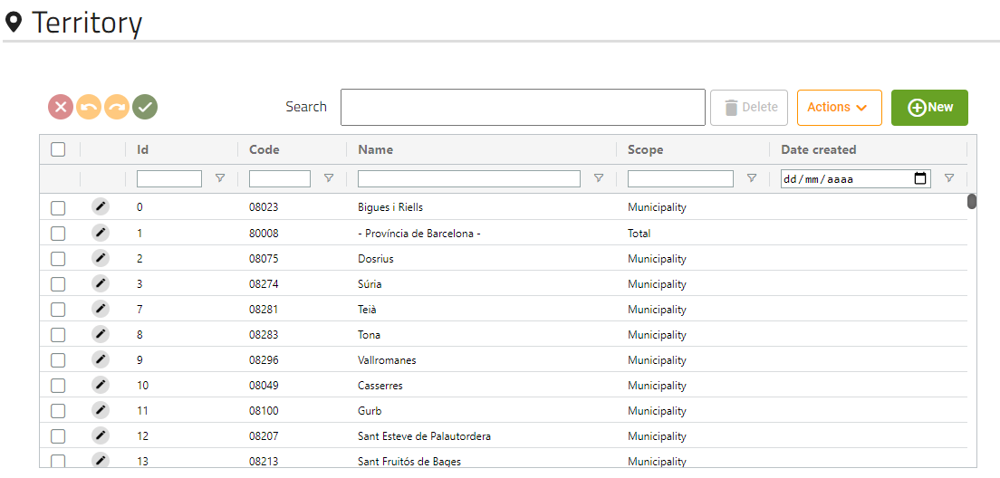 Territory
Search Delete Actions New
Id Code Name Scope Date created
dd/mm/aaaa
0 08023 Bigues i Riells Municipality
1 80008 - Província de Barcelona - Total
2 08075 Dosrius Municipality
3 08274 Súria Municipality
7 08281 Teià Municipality
8 08283 Tona Municipality
9 08296 Vallromanes Municipality
10 08049 Casserres Municipality
11 08100 Gurb Municipality
12 08207 Sant Esteve de Palautordera Municipality
13 08213 Sant Fruitós de Bages Municipality